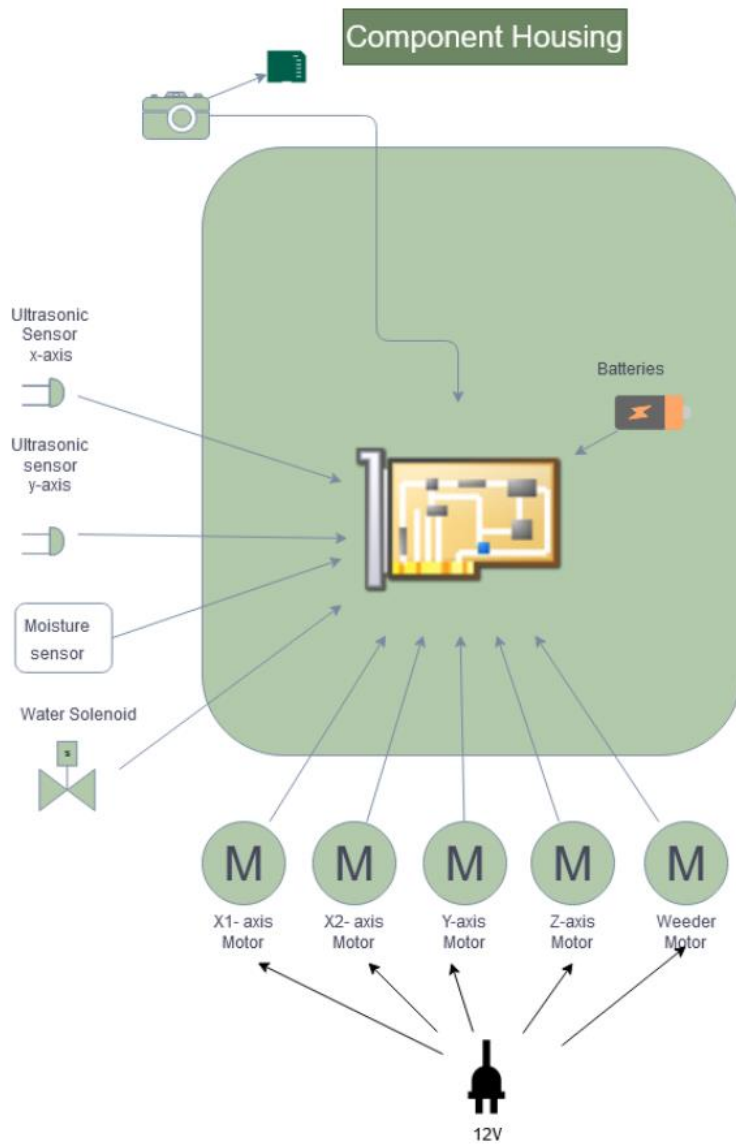 Component Housing
Ultrasonic
Sensor
x-axis
Batteries
Ultrasonic
sensor
y-axis
Moisture
sensor
Water Solenoid
S
M
M
M
M
M
X1- axis
Motor
X2- axis
Motor
Y-axis
Motor
Z-axis
Motor
Weeder
Motor
12V